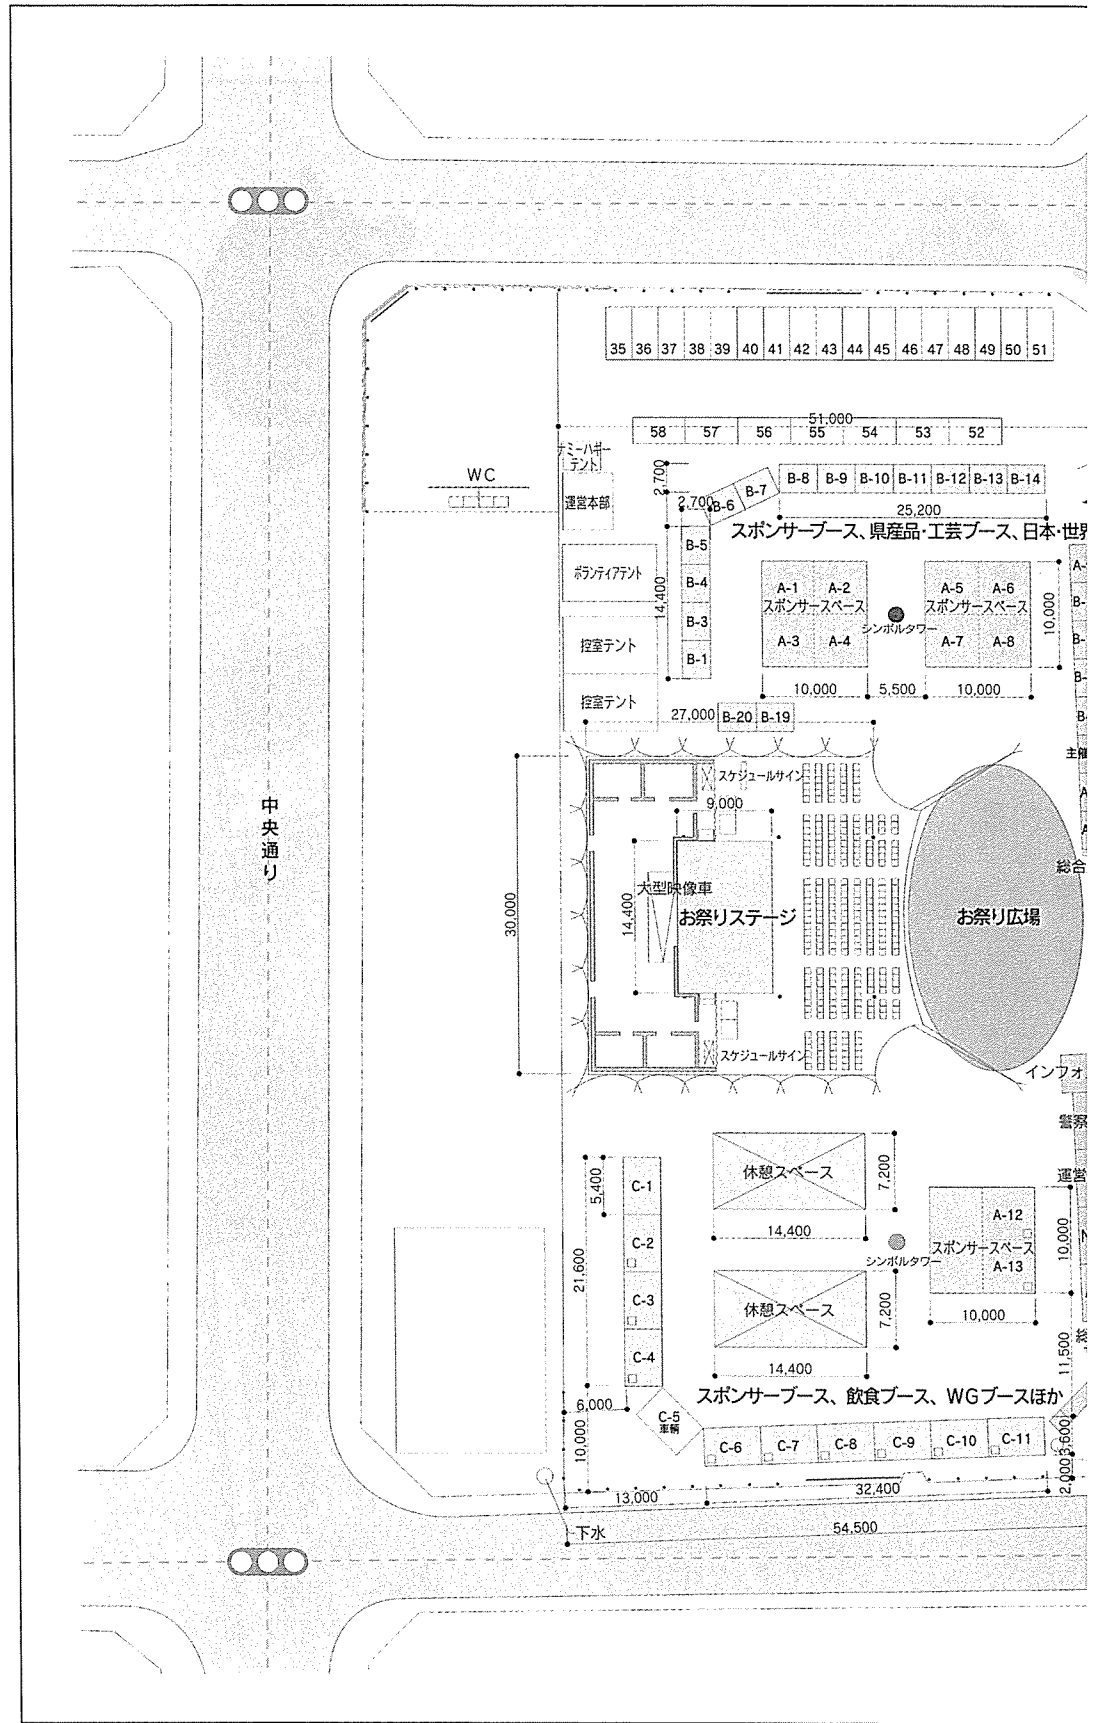 35 36 37 38 39 40 41 42 43 44 45 46 47 48 49 50 51
51,000
58 57 56 55 54 53 52
テント
WC
運営本部
2,700
2,700
B-6 B-7 B-8 B-9 B-10 B-11 B-12 B-13 B-14
25,200
スポンサーブース、県産品・工芸ブース、日本・世界
B-5
B-4
B-3
B-1
14,400
ボランティアテント
A-1 A-2
スポンサースペース
A-3 A-4
シンボルタワー
A-5 A-6
スポンサースペース
A-7 A-8
10,000
10,000 5,500 10,000
控室テント
控室テント
27,000
B-20 B-19
主催
スケジュールサイン
9,000
中央通り
30,000
14,400
大型映像車
お祭りステージ
お祭り広場
総合
スケジュールサイン
インフォ
警察
運営
C-1
C-2
C-3
C-4
5,400
21,600
休憩スペース
7,200
14,400
シンボルタワー
休憩スペース
7,200
14,400
A-12
スポンサースペース
A-13
10,000
10,000
11,500
スポンサーブース、飲食ブース、WGブースほか
6,000
10,000
C-5
車輌
C-6 C-7 C-8 C-9 C-10 C-11
3,600
2,000
13,000
32,400
下水
54,500